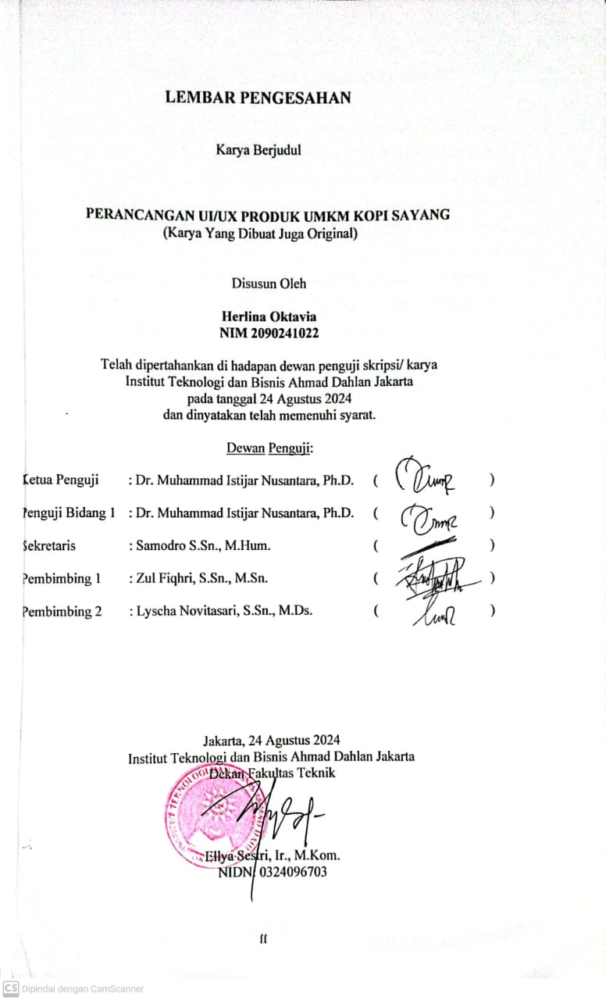 LEMBAR PENGESAHAN
Karya Berjudul
PERANCANGAN UI/UX PRODUK UMKM KOPI SAYANG
(Karya Yang Dibuat Juga Original)
Disusun Oleh
Herlina Oktavia
NIM 2090241022
Telah dipertahankan di hadapan dewan penguji skripsi/ karya
Institut Teknologi dan Bisnis Ahmad Dahlan Jakarta
pada tanggal 24 Agustus 2024
dan dinyatakan telah memenuhi syarat.
Dewan Penguji:
Ketua Penguji : Dr. Muhammad Istijar Nusantara, Ph.D. ( )
Penguji Bidang 1 : Dr. Muhammad Istijar Nusantara, Ph.D. ( )
Sekretaris : Samodro S.Sn., M.Hum. ( )
Pembimbing 1 : Zul Fiqhri, S.Sn., M.Sn. ( )
Pembimbing 2 : Lyscha Novitasari, S.Sn., M.Ds. ( )
Jakarta, 24 Agustus 2024
Institut Teknologi dan Bisnis Ahmad Dahlan Jakarta
Dekan Fakultas Teknik
Ellya Sestri, Ir., M.Kom.
NIDN 0324096703
ii
CS Dipindai dengan CamScanner